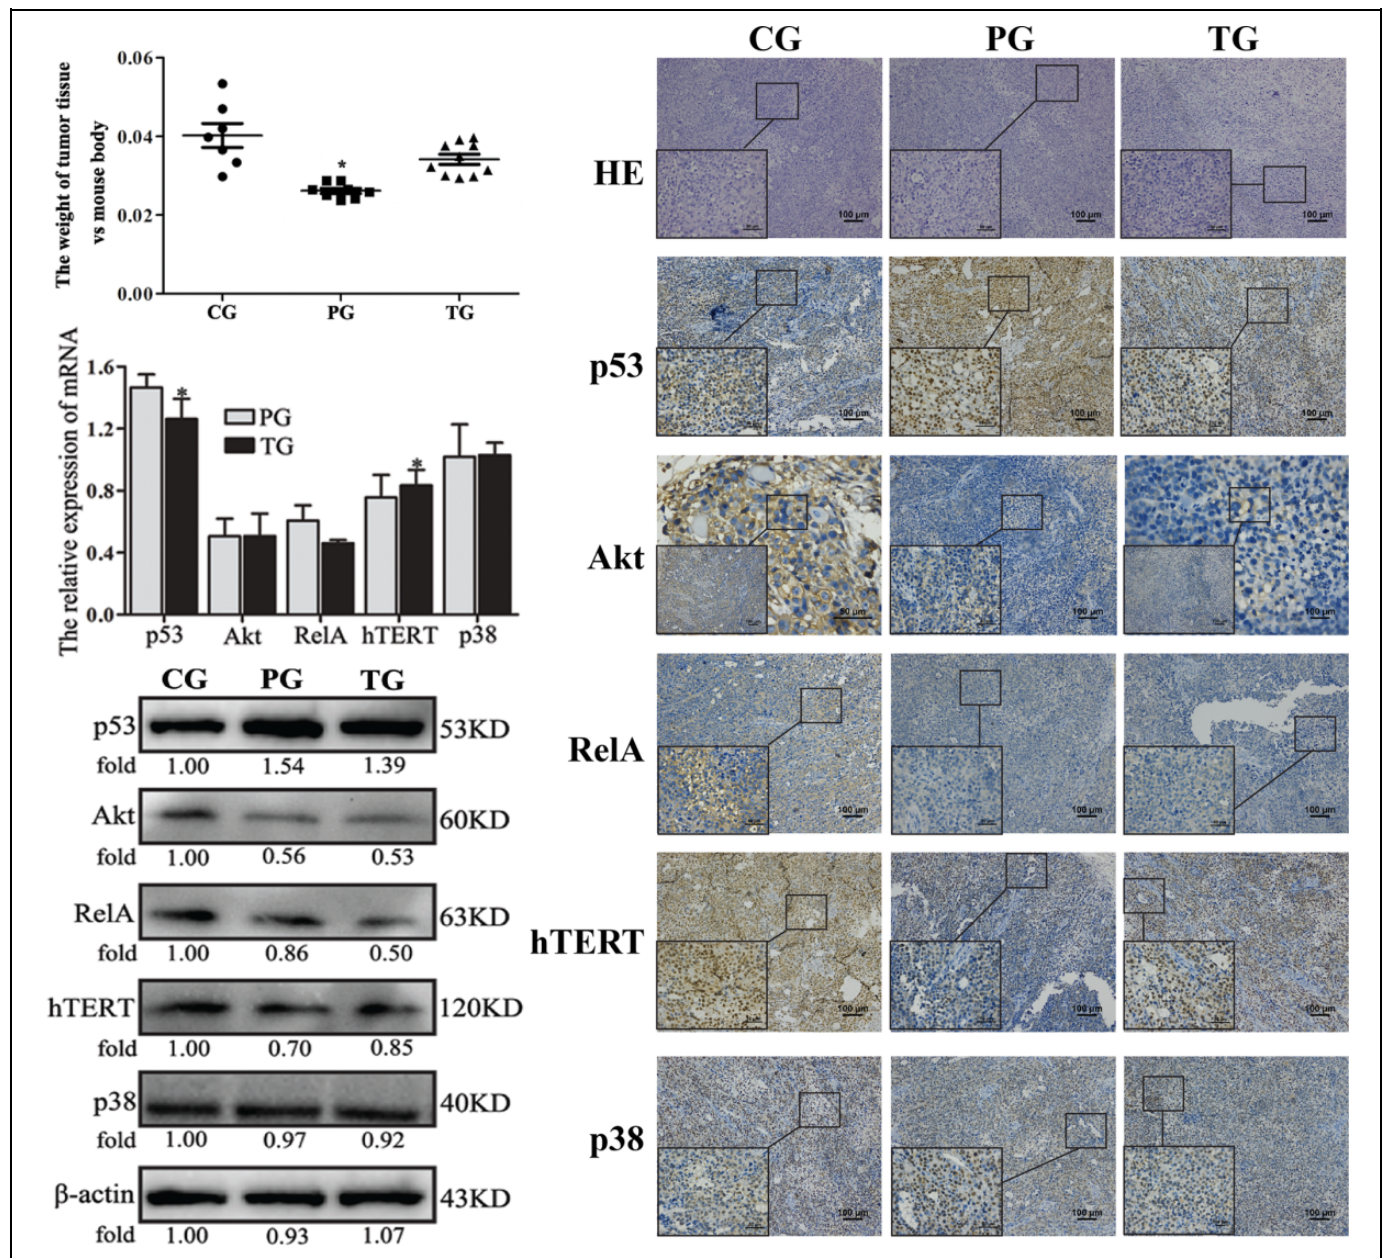 The weight of tumor tissue
vs mouse body
0.06
0.04
0.02
0.00
*
CG PG TG
The relative expression of mRNA
1.6
1.2
0.8
0.4
0.0
*
*
PG
TG
p53 Akt RelA hTERT p38
CG PG TG
p53 53KD
fold 1.00 1.54 1.39
Akt 60KD
fold 1.00 0.56 0.53
RelA 63KD
fold 1.00 0.86 0.50
hTERT 120KD
fold 1.00 0.70 0.85
p38 40KD
fold 1.00 0.97 0.92
β-actin 43KD
fold 1.00 0.93 1.07
CG PG TG
HE
100 μm 100 μm 100 μm
p53
100 μm 100 μm 100 μm
Akt
50 μm 100 μm 100 μm
RelA
100 μm 100 μm 100 μm
hTERT
100 μm 100 μm 100 μm
p38
100 μm 100 μm 100 μm